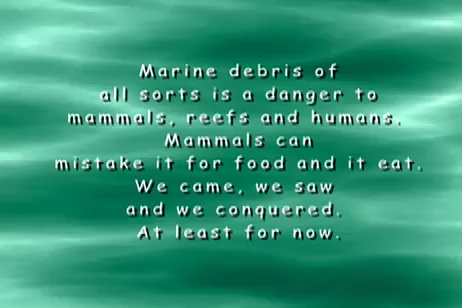 Marine debris of
all sorts is a danger to
mammals, reefs and humans.
Mammals can
mistake it for food and it eat.
We came, we saw
and we conquered.
At least for now.